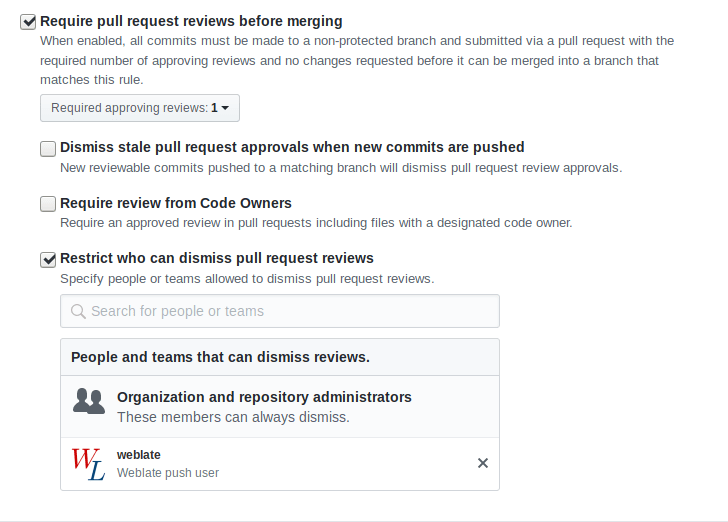 Require pull request reviews before merging
When enabled, all commits must be made to a non-protected branch and submitted via a pull request with the
required number of approving reviews and no changes requested before it can be merged into a branch that
matches this rule.
Required approving reviews: 1
Dismiss stale pull request approvals when new commits are pushed
New reviewable commits pushed to a matching branch will dismiss pull request review approvals.
Require review from Code Owners
Require an approved review in pull requests including files with a designated code owner.
Restrict who can dismiss pull request reviews
Specify people or teams allowed to dismiss pull request reviews.
Search for people or teams
People and teams that can dismiss reviews.
Organization and repository administrators
These members can always dismiss.
WL
weblate
Weblate push user